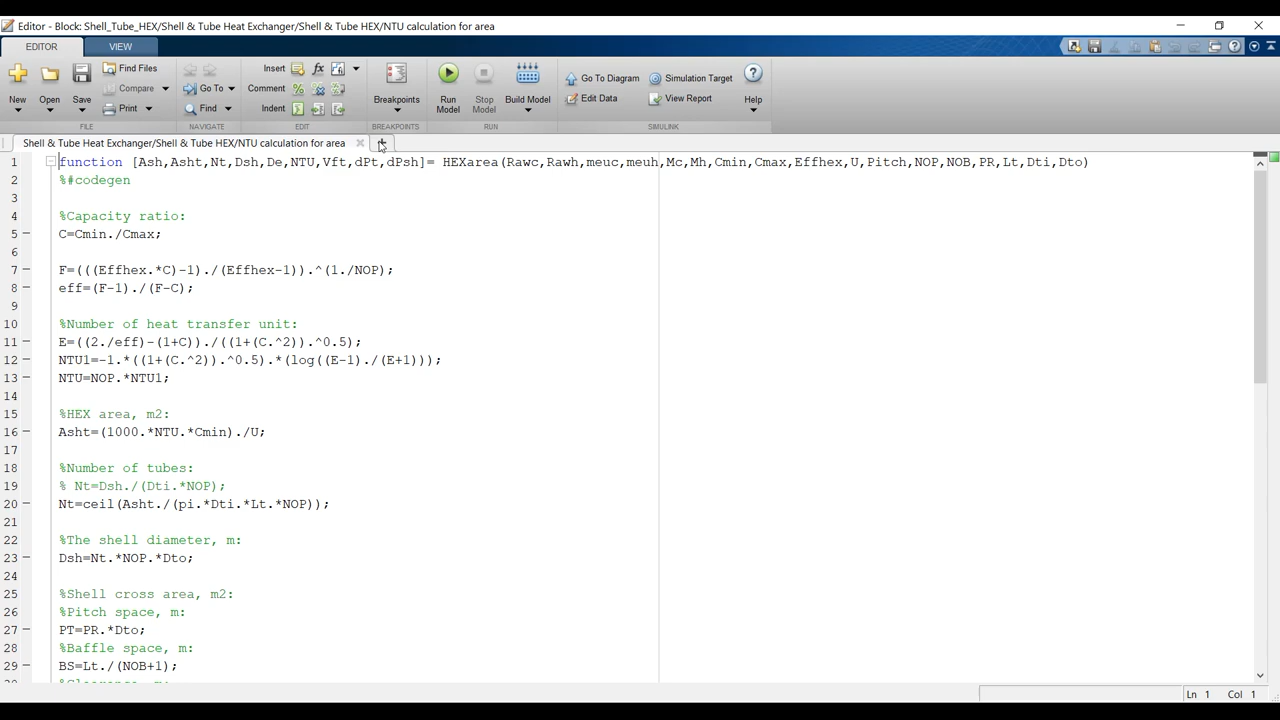 Editor - Block: Shell_Tube_HEX/Shell & Tube Heat Exchanger/Shell & Tube HEX/NTU calculation for area
EDITOR VIEW
New Open Save Find Files Compare Print
FILE
Go To Find
NAVIGATE
Insert fx
Comment
Indent
EDIT
Breakpoints
BREAKPOINTS
Run Model Stop Model Build Model
RUN
Go To Diagram Simulation Target
Edit Data View Report
Help
SIMULINK
Shell & Tube Heat Exchanger/Shell & Tube HEX/NTU calculation for area
1 function [Ash,Asht,Nt,Dsh,De,NTU,Vft,dPt,dPsh]= HEXarea(Rawc,Rawh,meuc,meuh,Mc,Mh,Cmin,Cmax,Effhex,U,Pitch,NOP,NOB,PR,Lt,Dti,Dto)
2 %#codegen
3
4 %Capacity ratio:
5 C=Cmin./Cmax;
6
7 F=(((Effhex.*C)-1)./(Effhex-1)).^(1./NOP);
8 eff=(F-1)./(F-C);
9
10 %Number of heat transfer unit:
11 E=((2./eff)-(1+C))./((1+(C.^2)).^0.5);
12 NTU1=-1.*((1+(C.^2)).^0.5).*(log((E-1)./(E+1)));
13 NTU=NOP.*NTU1;
14
15 %HEX area, m2:
16 Asht=(1000.*NTU.*Cmin)./U;
17
18 %Number of tubes:
19 % Nt=Dsh./(Dti.*NOP);
20 Nt=ceil(Asht./(pi.*Dti.*Lt.*NOP));
21
22 %The shell diameter, m:
23 Dsh=Nt.*NOP.*Dto;
24
25 %Shell cross area, m2:
26 %Pitch space, m:
27 PT=PR.*Dto;
28 %Baffle space, m:
29 BS=Lt./(NOB+1);
Ln 1 Col 1